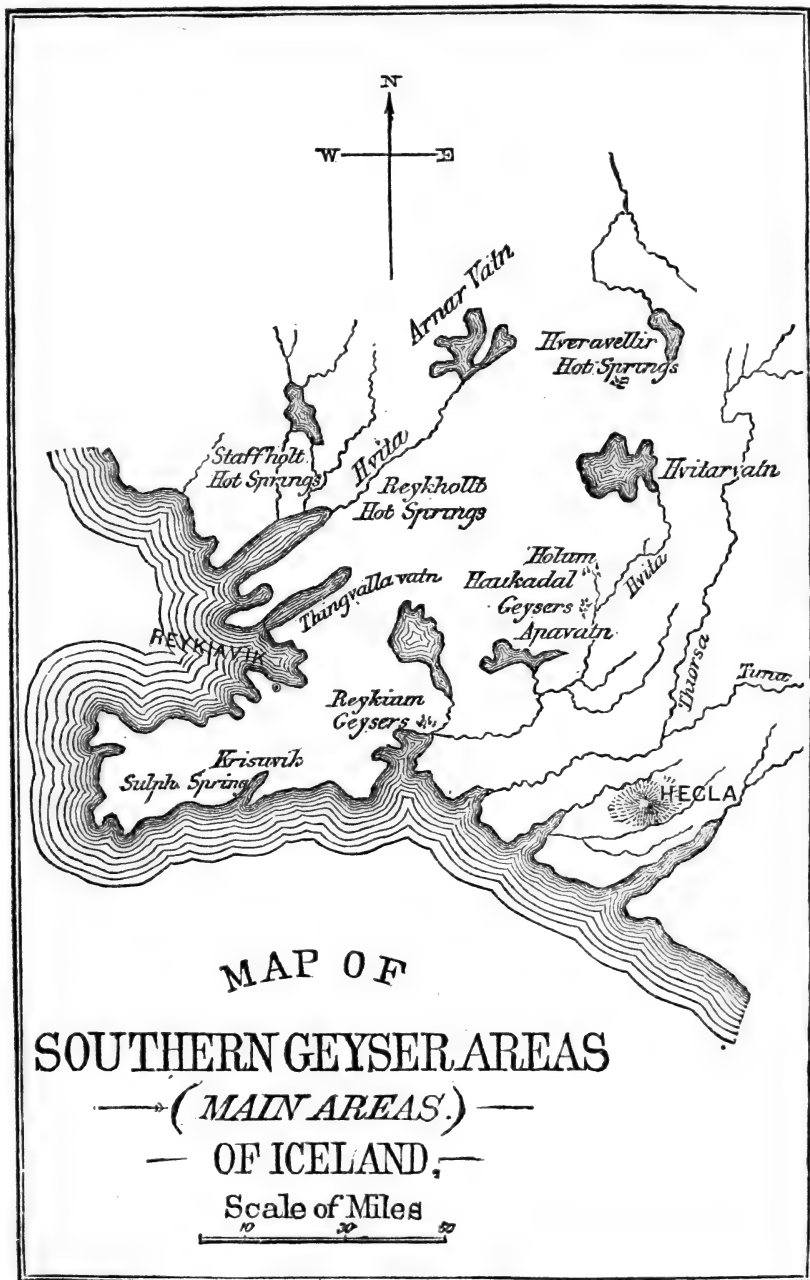 N
W E
Arnar Vatn
Hveravellir
Hot Springs
Staffholt
Hot Springs
Hvita
Reykhollt
Hot Springs
Hvitarvatn
Holum
Haukadal
Geysers
Apavatn
Hvita
Thingvalla vatn
REYKIAVIK
Thiorsa
Tuna
Reykium
Geysers
Krisuvik
Sulph. Spring
HECLA
MAP OF
SOUTHERN GEYSER AREAS
(MAIN AREAS.)
OF ICELAND,
Scale of Miles
10 30 50